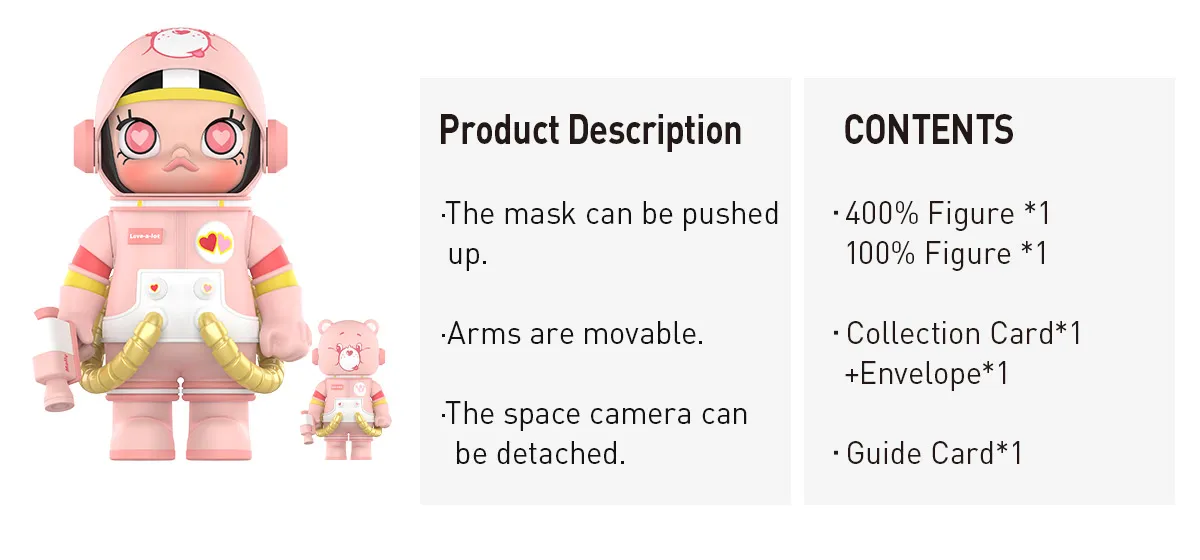 Product Description
·The mask can be pushed
up.
·Arms are movable.
·The space camera can
be detached.
CONTENTS
· 400% Figure *1
100% Figure *1
· Collection Card*1
+Envelope*1
· Guide Card*1
Love-a-lot